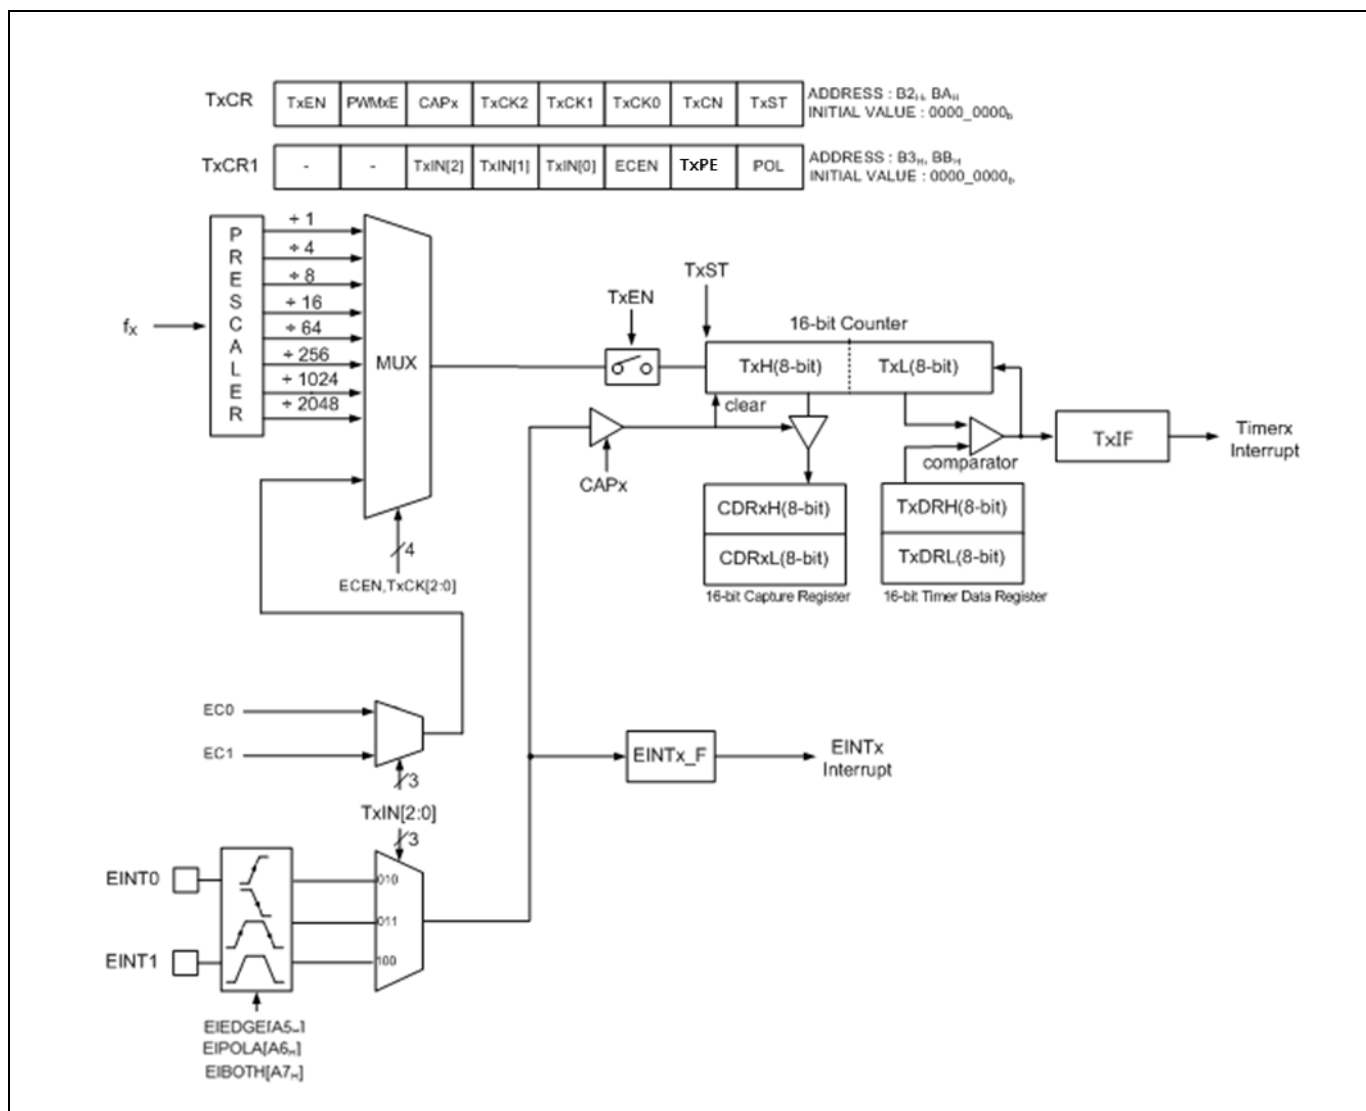 TxCR TxEN PWMxE CAPx TxCK2 TxCK1 TxCK0 TxCN TxST
ADDRESS : B2H, BAH
INITIAL VALUE : 0000_0000b
TxCR1 - - TxIN[2] TxIN[1] TxIN[0] ECEN TxPE POL
ADDRESS : B3H, BBH
INITIAL VALUE : 0000_0000b
fX
PRESCALER
÷ 1
÷ 4
÷ 8
÷ 16
÷ 64
÷ 256
÷ 1024
÷ 2048
MUX
4
ECEN,TxCK[2:0]
TxEN
TxST
16-bit Counter
TxH(8-bit) TxL(8-bit)
clear
CAPx
comparator
TxIF
Timerx
Interrupt
CDRxH(8-bit)
CDRxL(8-bit)
16-bit Capture Register
TxDRH(8-bit)
TxDRL(8-bit)
16-bit Timer Data Register
EC0
EC1
3
TxIN[2:0]
3
EINTx_F
EINTx
Interrupt
EINT0
EINT1
010
011
100
EIEDGE[A5H]
EIPOLA[A6H]
EIBOTH[A7H]